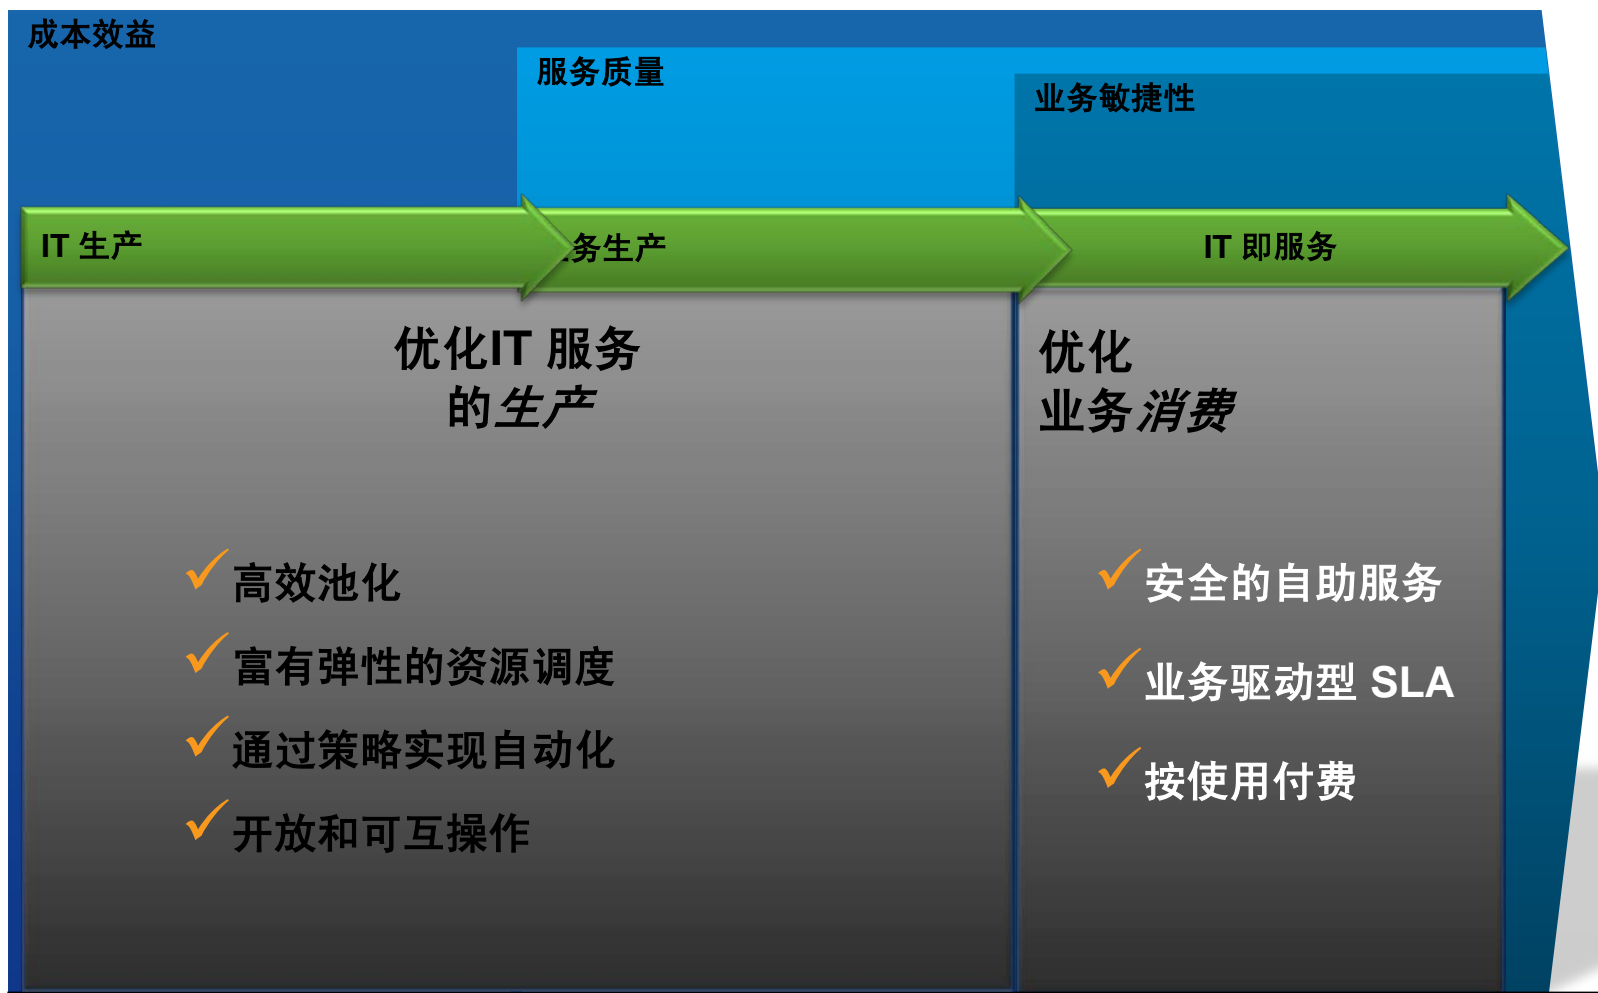 成本效益
服务质量
业务敏捷性
IT 生产
务生产
IT 即服务
优化IT 服务
的生产
优化
业务消费
高效池化
富有弹性的资源调度
通过策略实现自动化
开放和可互操作
安全的自助服务
业务驱动型 SLA
按使用付费